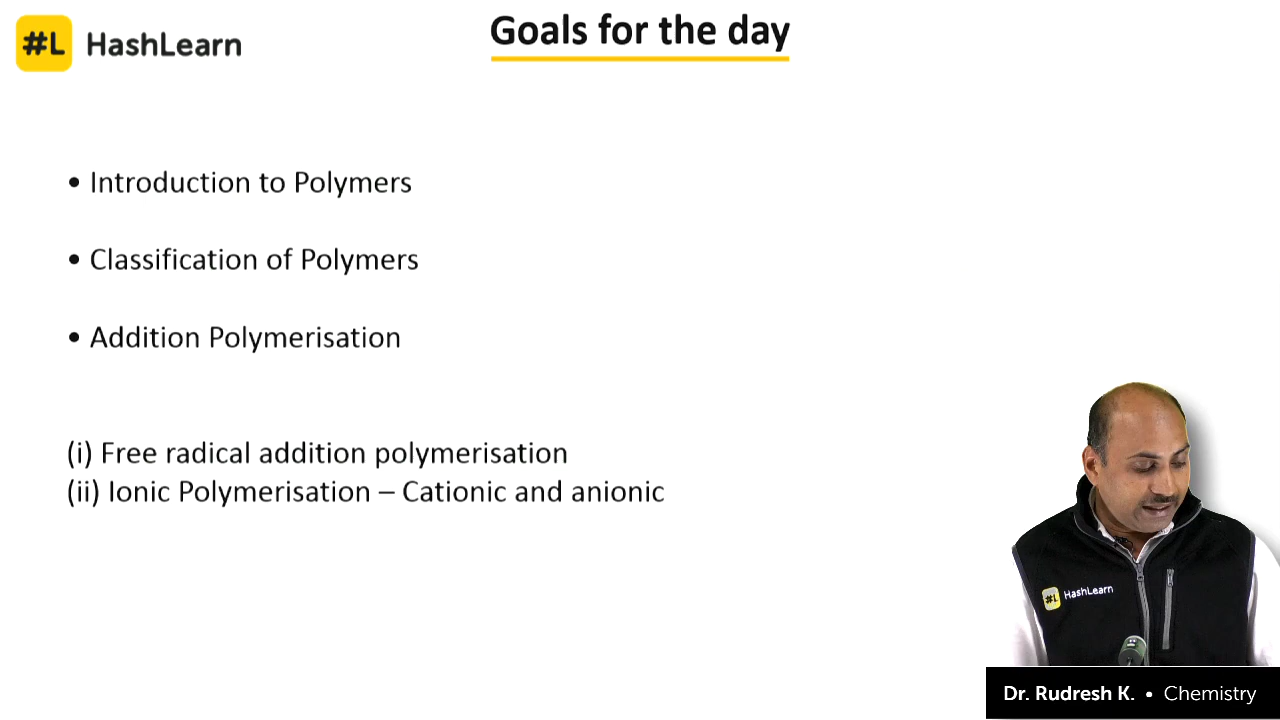 #L HashLearn
Goals for the day
• Introduction to Polymers
• Classification of Polymers
• Addition Polymerisation
(i) Free radical addition polymerisation
(ii) Ionic Polymerisation – Cationic and anionic
#L HashLearn
Dr. Rudresh K. • Chemistry